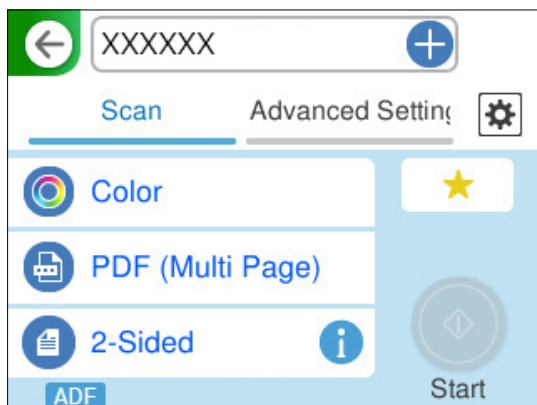 XXXXXX
Scan
Advanced Setting
Color
PDF (Multi Page)
2-Sided
i
ADF
Start